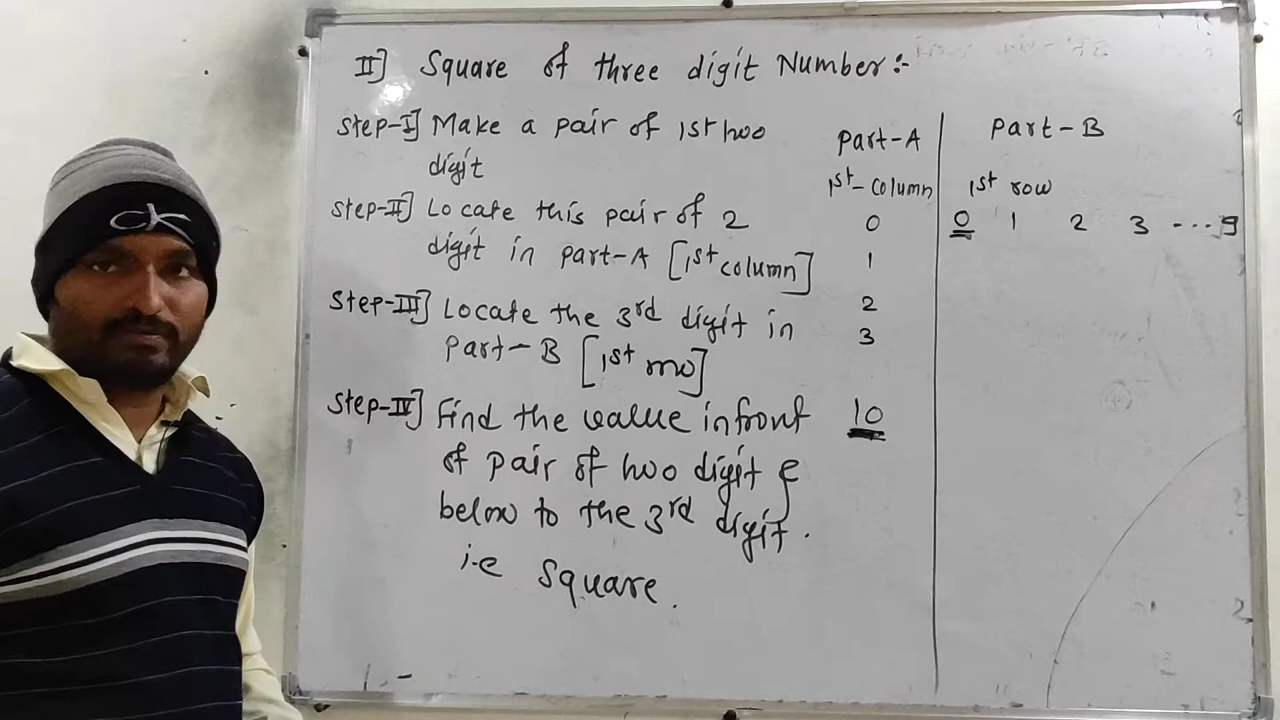 II] Square of three digit Number:-
Step-I] Make a pair of 1st two
digit
Step-II] Locate this pair of 2
digit in part-A [1st column]
Step-III] Locate the 3rd digit in
Part-B [1st row]
Step-IV] Find the value infront
of pair of two digit &
below to the 3rd digit.
i.e Square.
Part-A
1st-column
0
1
2
3
10
Part-B
1st row
0 1 2 3 ....9
CK